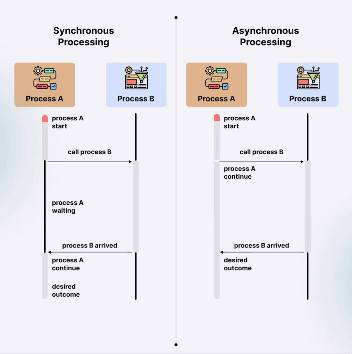 Synchronous
Processing
Process A
Process B
process A
start
call process B
process A
waiting
process B arrived
process A
continue
desired
outcome
Asynchronous
Processing
Process A
Process B
process A
start
call process B
process A
continue
process B arrived
desired
outcome